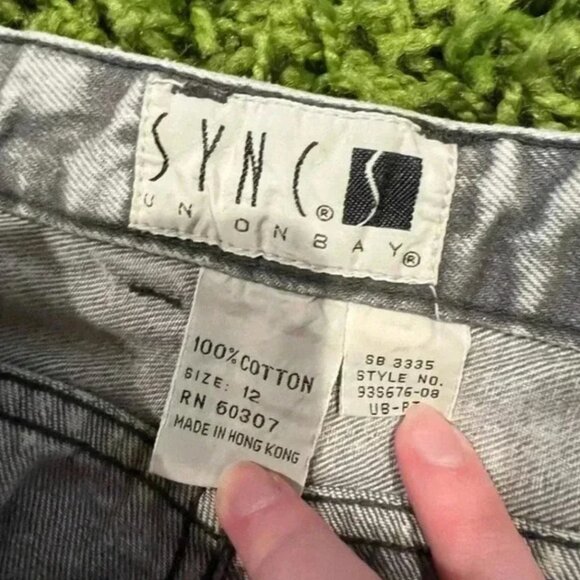 SYNC®
UNIONBAY®
100% COTTON
SIZE: 12
RN 60307
MADE IN HONG KONG
SB 3335
STYLE NO.
93S676-08